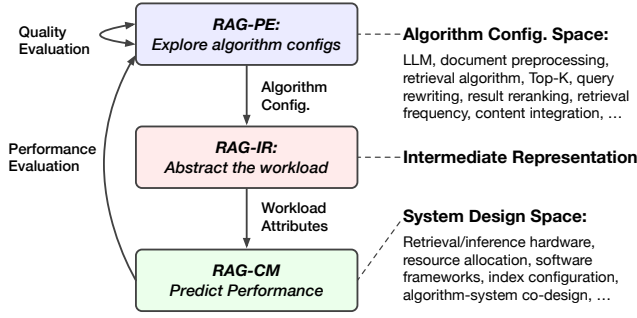 Quality
Evaluation
RAG-PE:
Explore algorithm configs
Algorithm Config. Space:
LLM, document preprocessing,
retrieval algorithm, Top-K, query
rewriting, result reranking, retrieval
frequency, content integration, ...
Algorithm
Config.
Performance
Evaluation
RAG-IR:
Abstract the workload
Intermediate Representation
Workload
Attributes
System Design Space:
Retrieval/inference hardware,
resource allocation, software
frameworks, index configuration,
algorithm-system co-design, ...
RAG-CM
Predict Performance